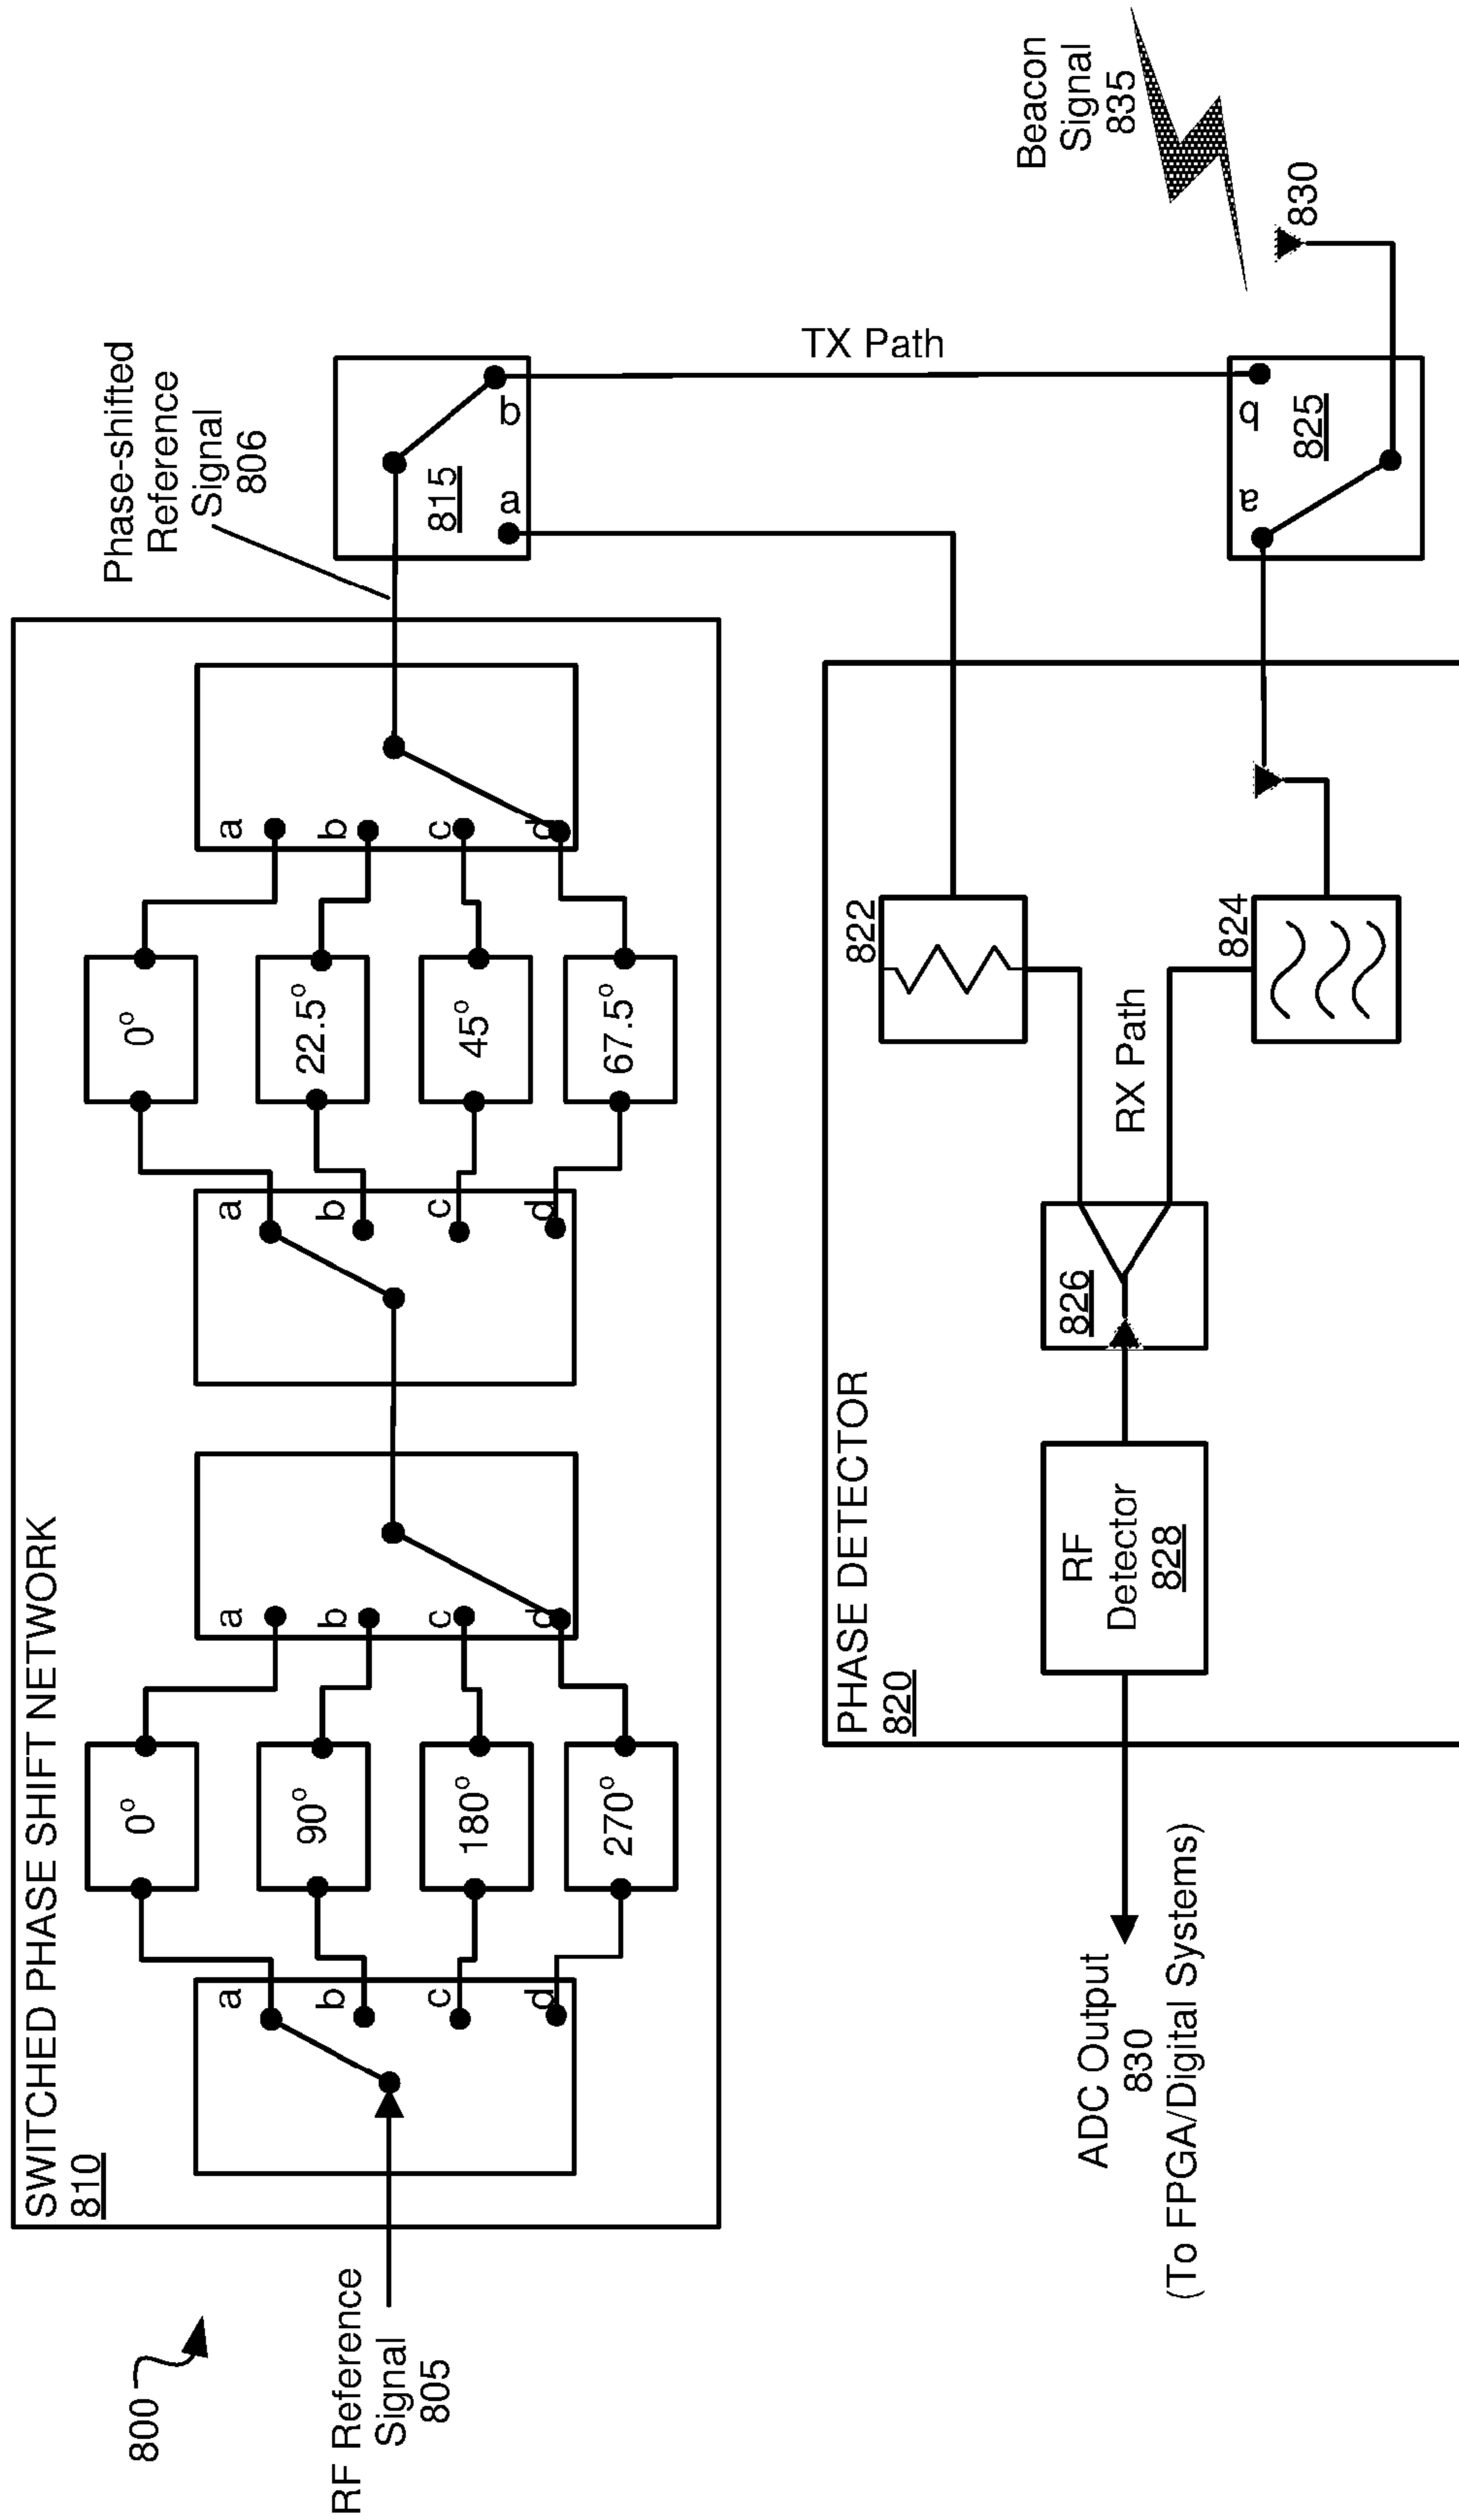 800
RF Reference
Signal
805
SWITCHED PHASE SHIFT NETWORK
810
a
b
c
d
0°
90°
180°
270°
a
b
c
d
a
b
c
d
0°
22.5°
45°
67.5°
a
b
c
d
Phase-shifted
Reference
Signal
806
815
a
b
TX Path
PHASE DETECTOR
820
822
824
RX Path
826
RF
Detector
828
ADC Output
830
(To FPGA/Digital Systems)
a
b
825
830
Beacon
Signal
835